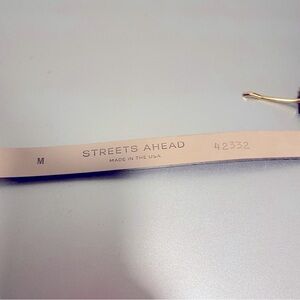 M STREETS AHEAD 42332
MADE IN THE USA